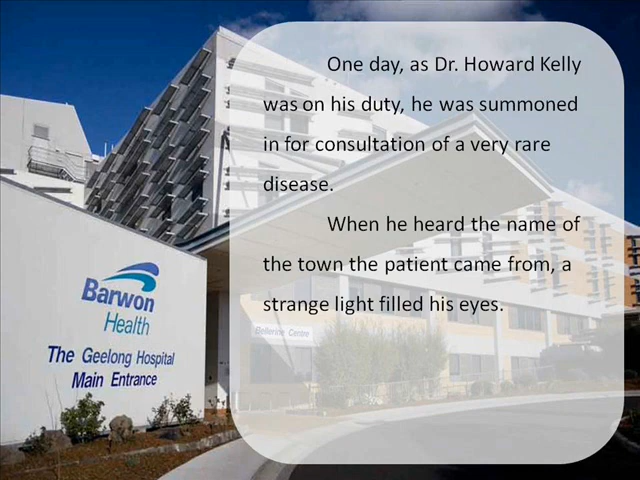 One day, as Dr. Howard Kelly
was on his duty, he was summoned
in for consultation of a very rare
disease.
When he heard the name of
the town the patient came from, a
strange light filled his eyes.
Barwon
Health
The Geelong Hospital
Main Entrance
Bellerine Centre